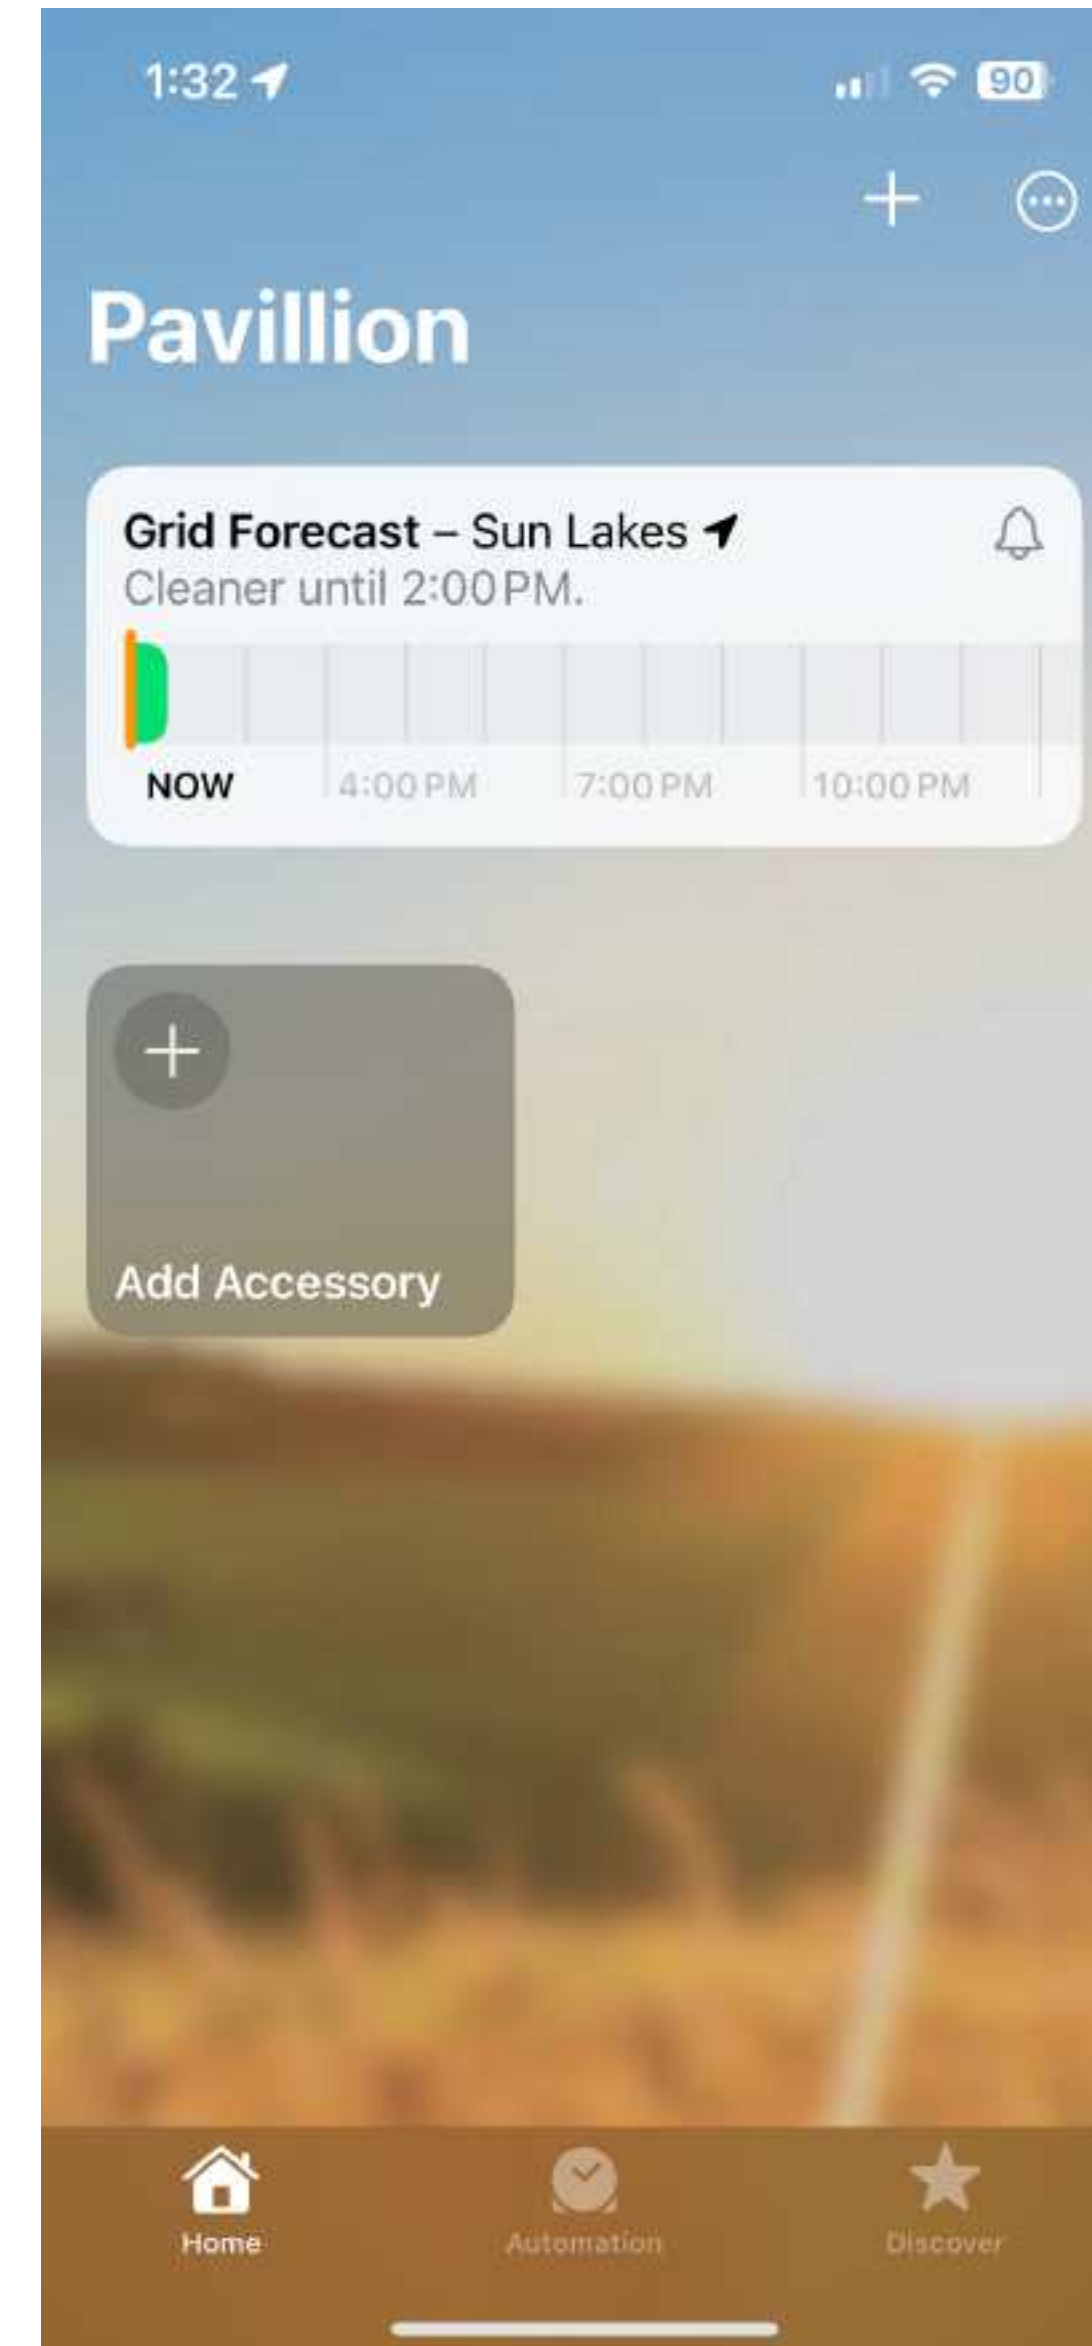 1:32
90
Pavillion
Grid Forecast – Sun Lakes
Cleaner until 2:00 PM.
NOW 4:00 PM 7:00 PM 10:00 PM
Add Accessory
Home Automation Discover